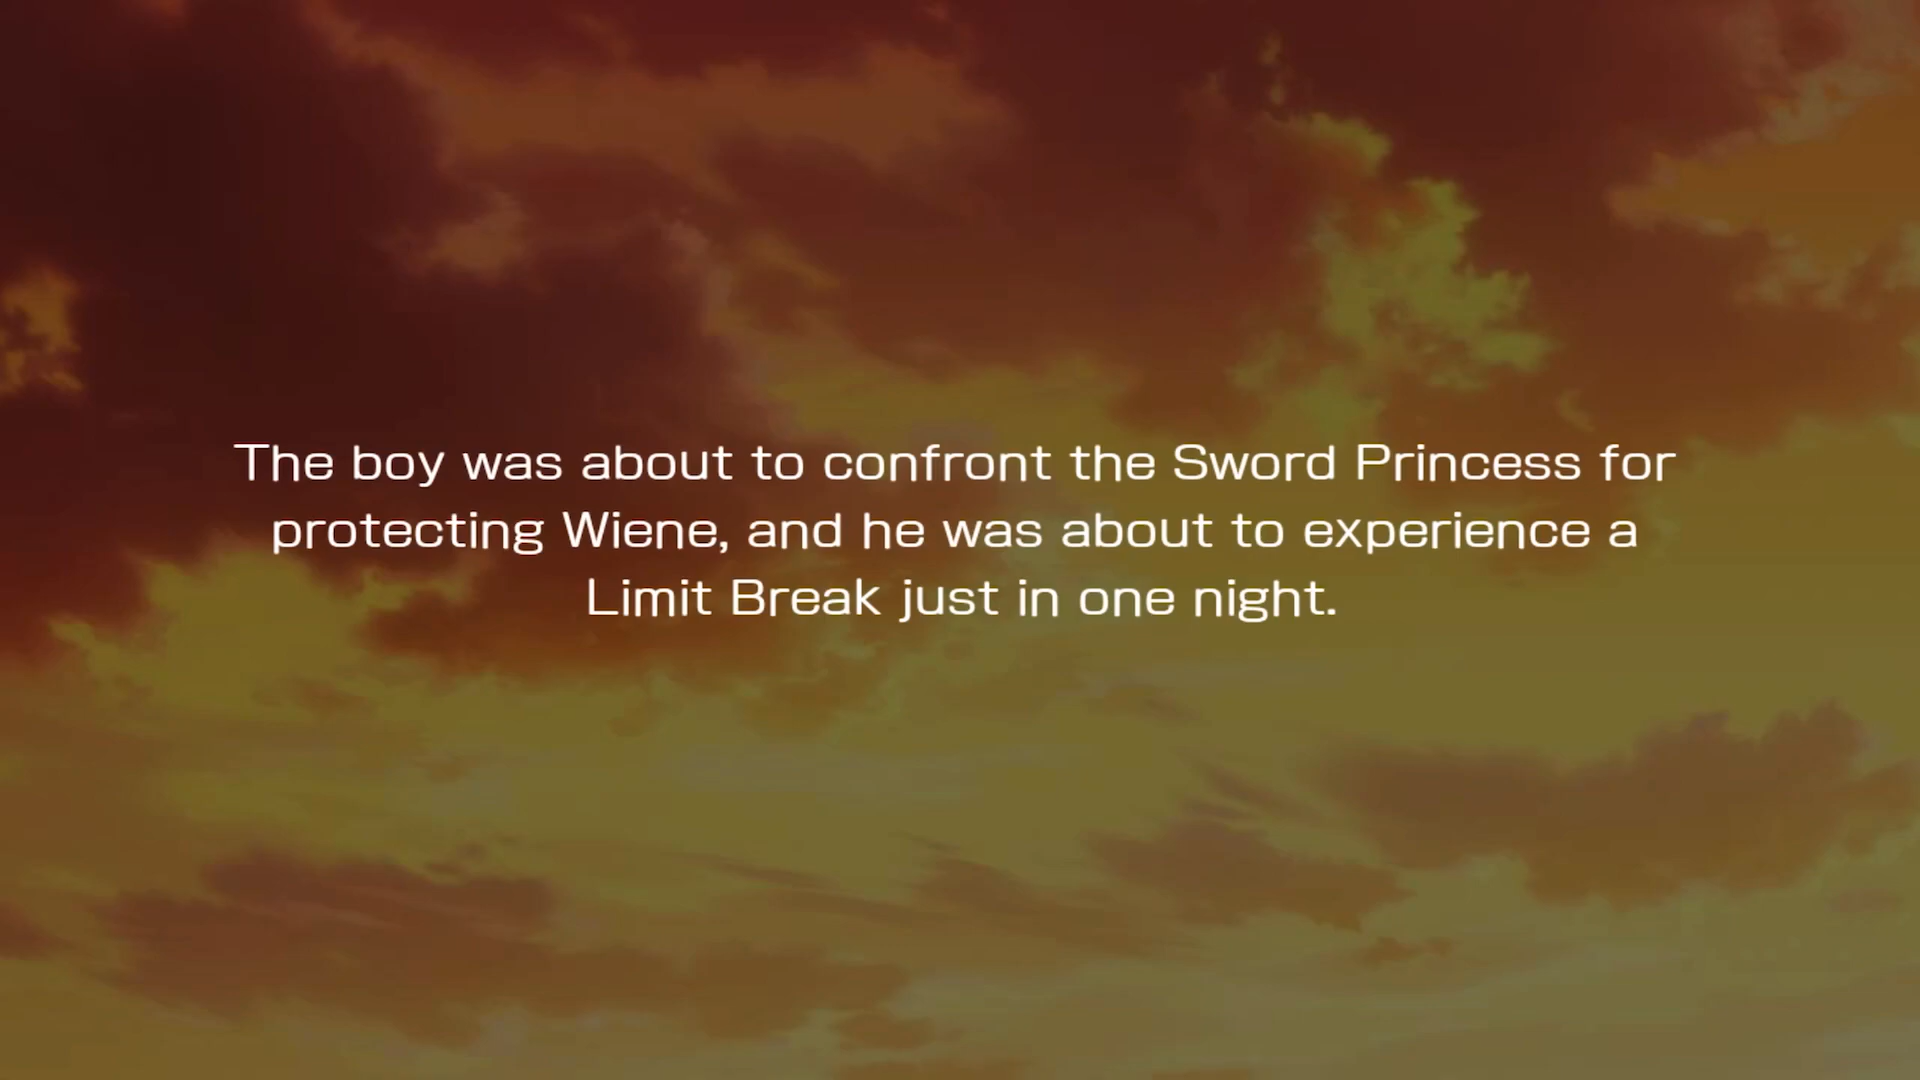 The boy was about to confront the Sword Princess for
protecting Wiene, and he was about to experience a
Limit Break just in one night.